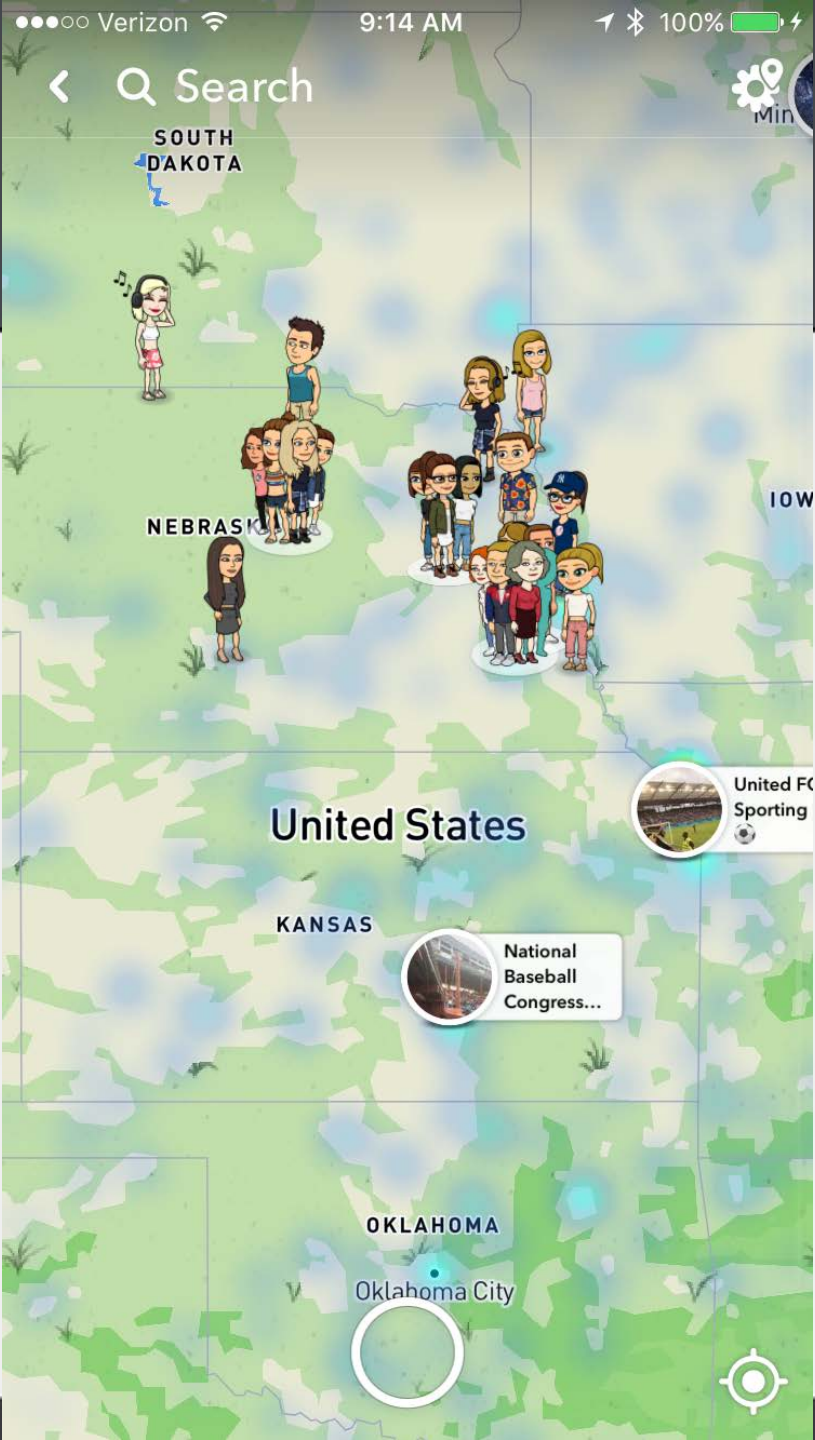 Verizon 9:14 AM 100%
Search
Min
SOUTH
DAKOTA
IOW
NEBRASK
United FC
Sporting
United States
KANSAS
National
Baseball
Congress...
OKLAHOMA
Oklahoma City